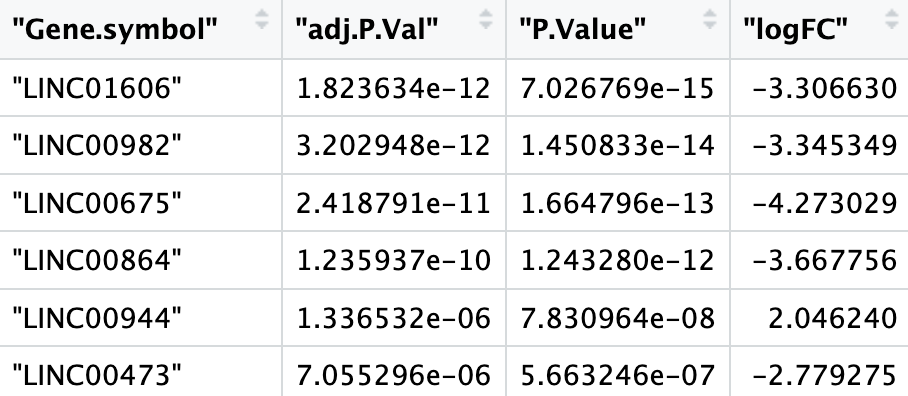 "Gene.symbol" "adj.P.Val" "P.Value" "logFC"
"LINC01606" 1.823634e-12 7.026769e-15 -3.306630
"LINC00982" 3.202948e-12 1.450833e-14 -3.345349
"LINC00675" 2.418791e-11 1.664796e-13 -4.273029
"LINC00864" 1.235937e-10 1.243280e-12 -3.667756
"LINC00944" 1.336532e-06 7.830964e-08 2.046240
"LINC00473" 7.055296e-06 5.663246e-07 -2.779275